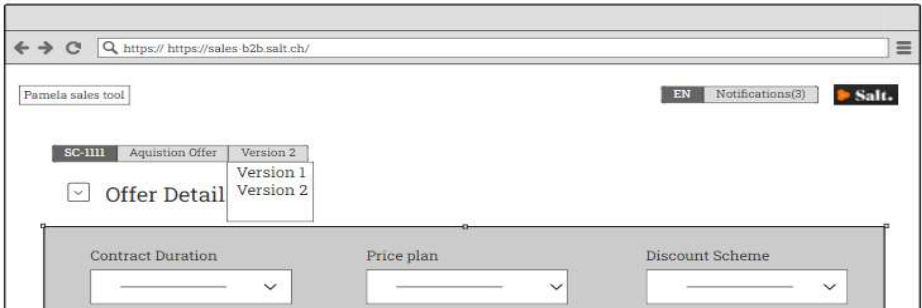 https:// https://sales-b2b.salt.ch/
Pamela sales tool
EN Notifications(3) Salt.
SC-1111 Aquistion Offer Version 2
Version 1
Offer Detail Version 2
Contract Duration Price plan Discount Scheme